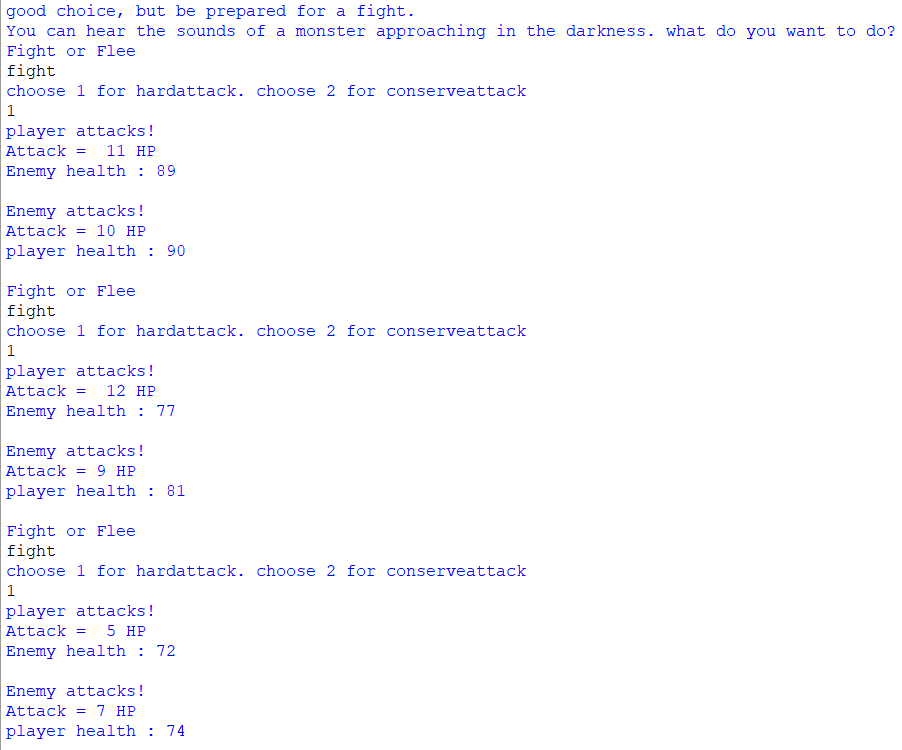 good choice, but be prepared for a fight.
You can hear the sounds of a monster approaching in the darkness. what do you want to do?
Fight or Flee
fight
choose 1 for hardattack. choose 2 for conserveattack
1
player attacks!
Attack =  11 HP
Enemy health : 89

Enemy attacks!
Attack = 10 HP
player health : 90

Fight or Flee
fight
choose 1 for hardattack. choose 2 for conserveattack
1
player attacks!
Attack =  12 HP
Enemy health : 77

Enemy attacks!
Attack = 9 HP
player health : 81

Fight or Flee
fight
choose 1 for hardattack. choose 2 for conserveattack
1
player attacks!
Attack =  5 HP
Enemy health : 72

Enemy attacks!
Attack = 7 HP
player health : 74